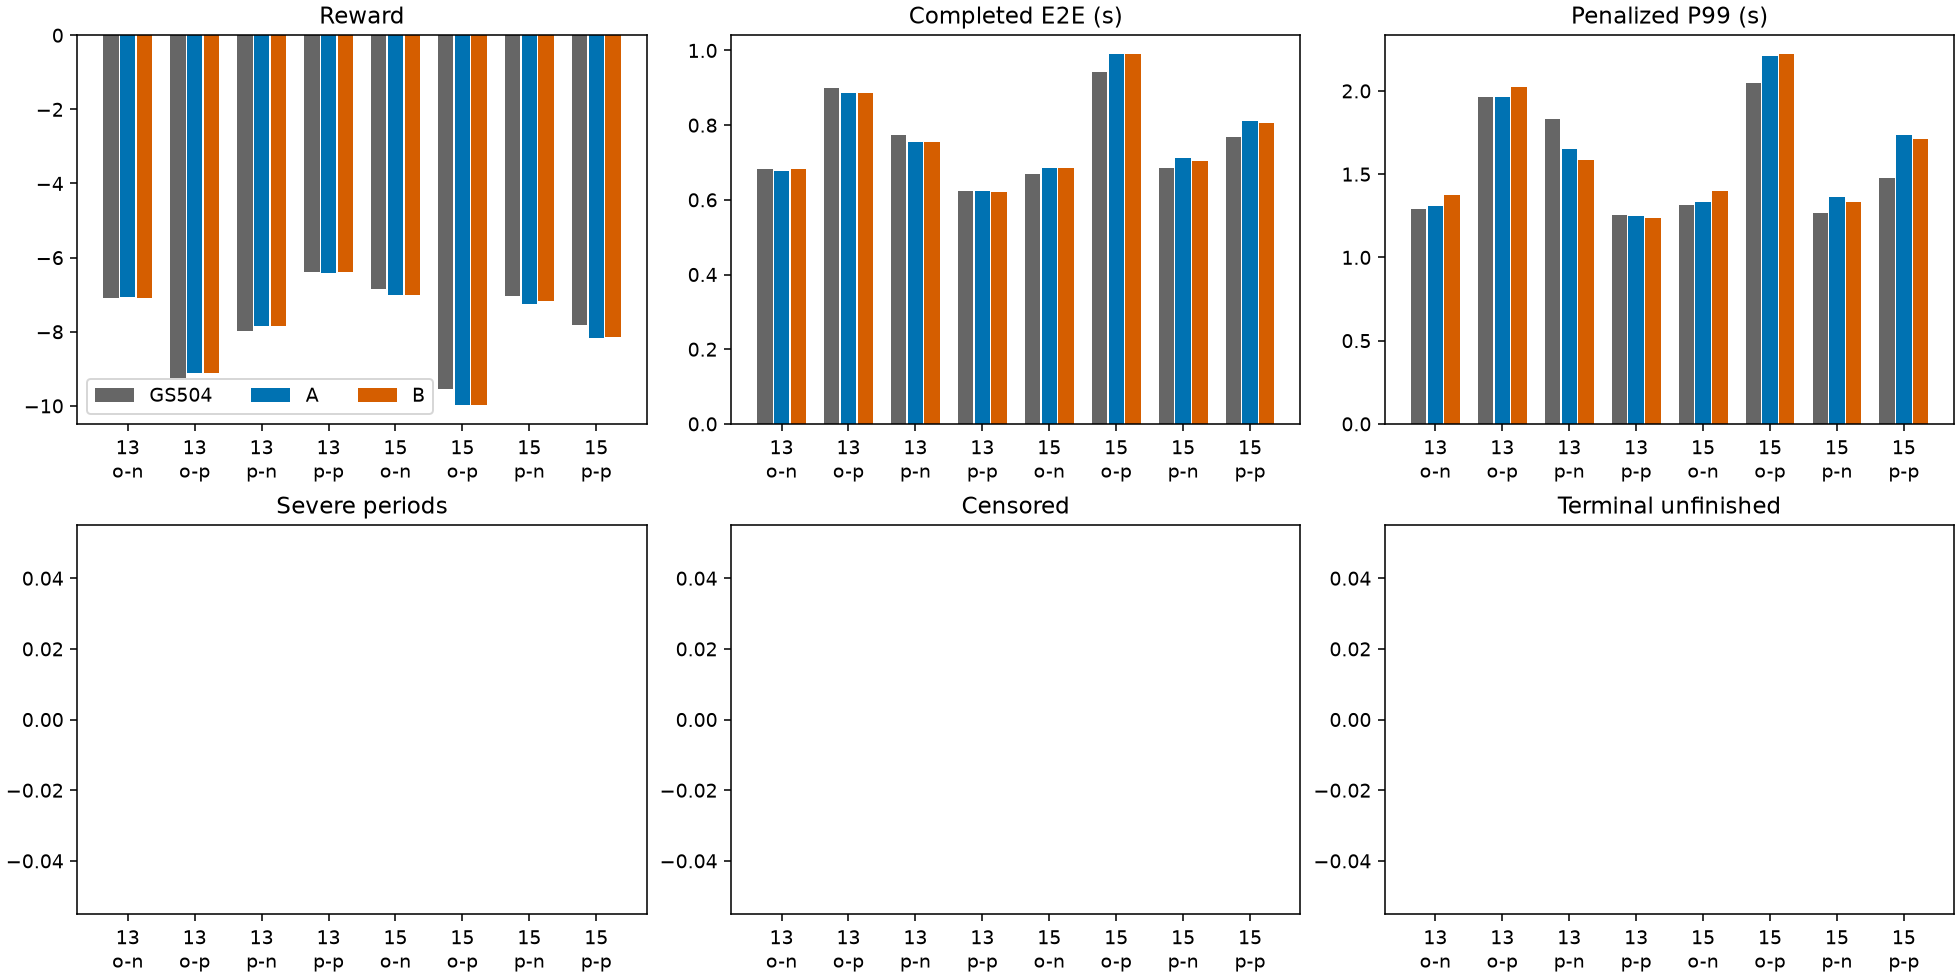 Reward
Completed E2E (s)
Penalized P99 (s)
0
−2
−4
−6
−8
−10
GS504 A B
13 13 13 13 15 15 15 15
o-n o-p p-n p-p o-n o-p p-n p-p
1.0
0.8
0.6
0.4
0.2
0.0
13 13 13 13 15 15 15 15
o-n o-p p-n p-p o-n o-p p-n p-p
2.0
1.5
1.0
0.5
0.0
13 13 13 13 15 15 15 15
o-n o-p p-n p-p o-n o-p p-n p-p
Severe periods
Censored
Terminal unfinished
0.04
0.02
0.00
−0.02
−0.04
13 13 13 13 15 15 15 15
o-n o-p p-n p-p o-n o-p p-n p-p
0.04
0.02
0.00
−0.02
−0.04
13 13 13 13 15 15 15 15
o-n o-p p-n p-p o-n o-p p-n p-p
0.04
0.02
0.00
−0.02
−0.04
13 13 13 13 15 15 15 15
o-n o-p p-n p-p o-n o-p p-n p-p